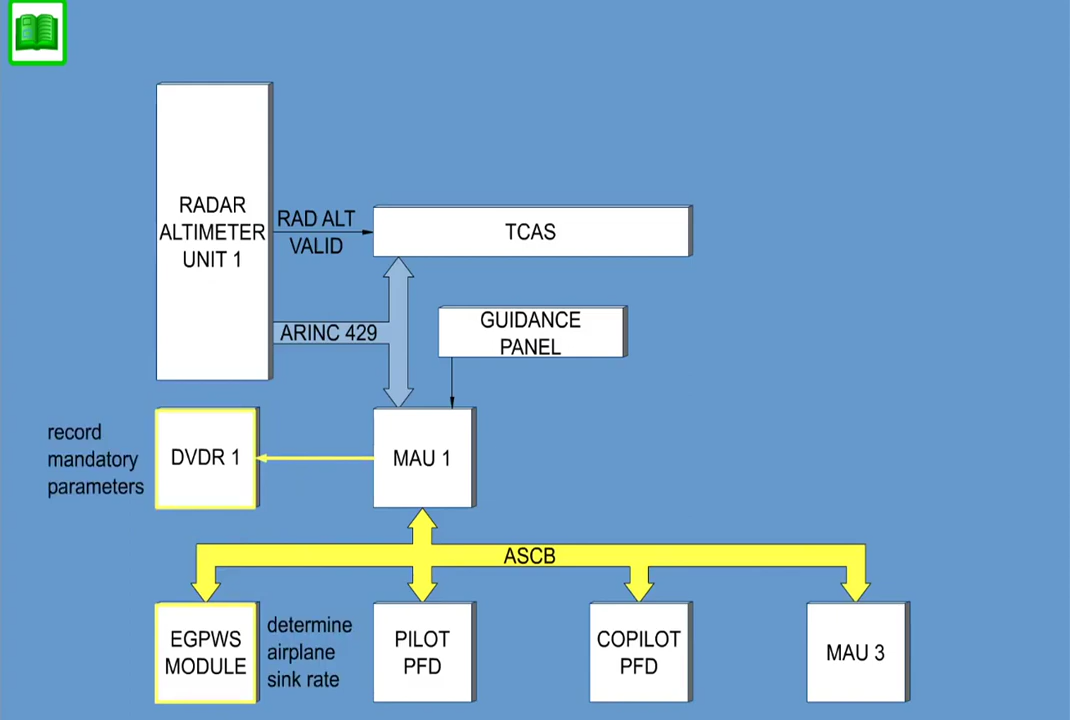 RADAR
ALTIMETER
UNIT 1
RAD ALT
VALID
TCAS
ARINC 429
GUIDANCE
PANEL
record
mandatory
parameters
DVDR 1
MAU 1
ASCB
EGPWS
MODULE
determine
airplane
sink rate
PILOT
PFD
COPILOT
PFD
MAU 3